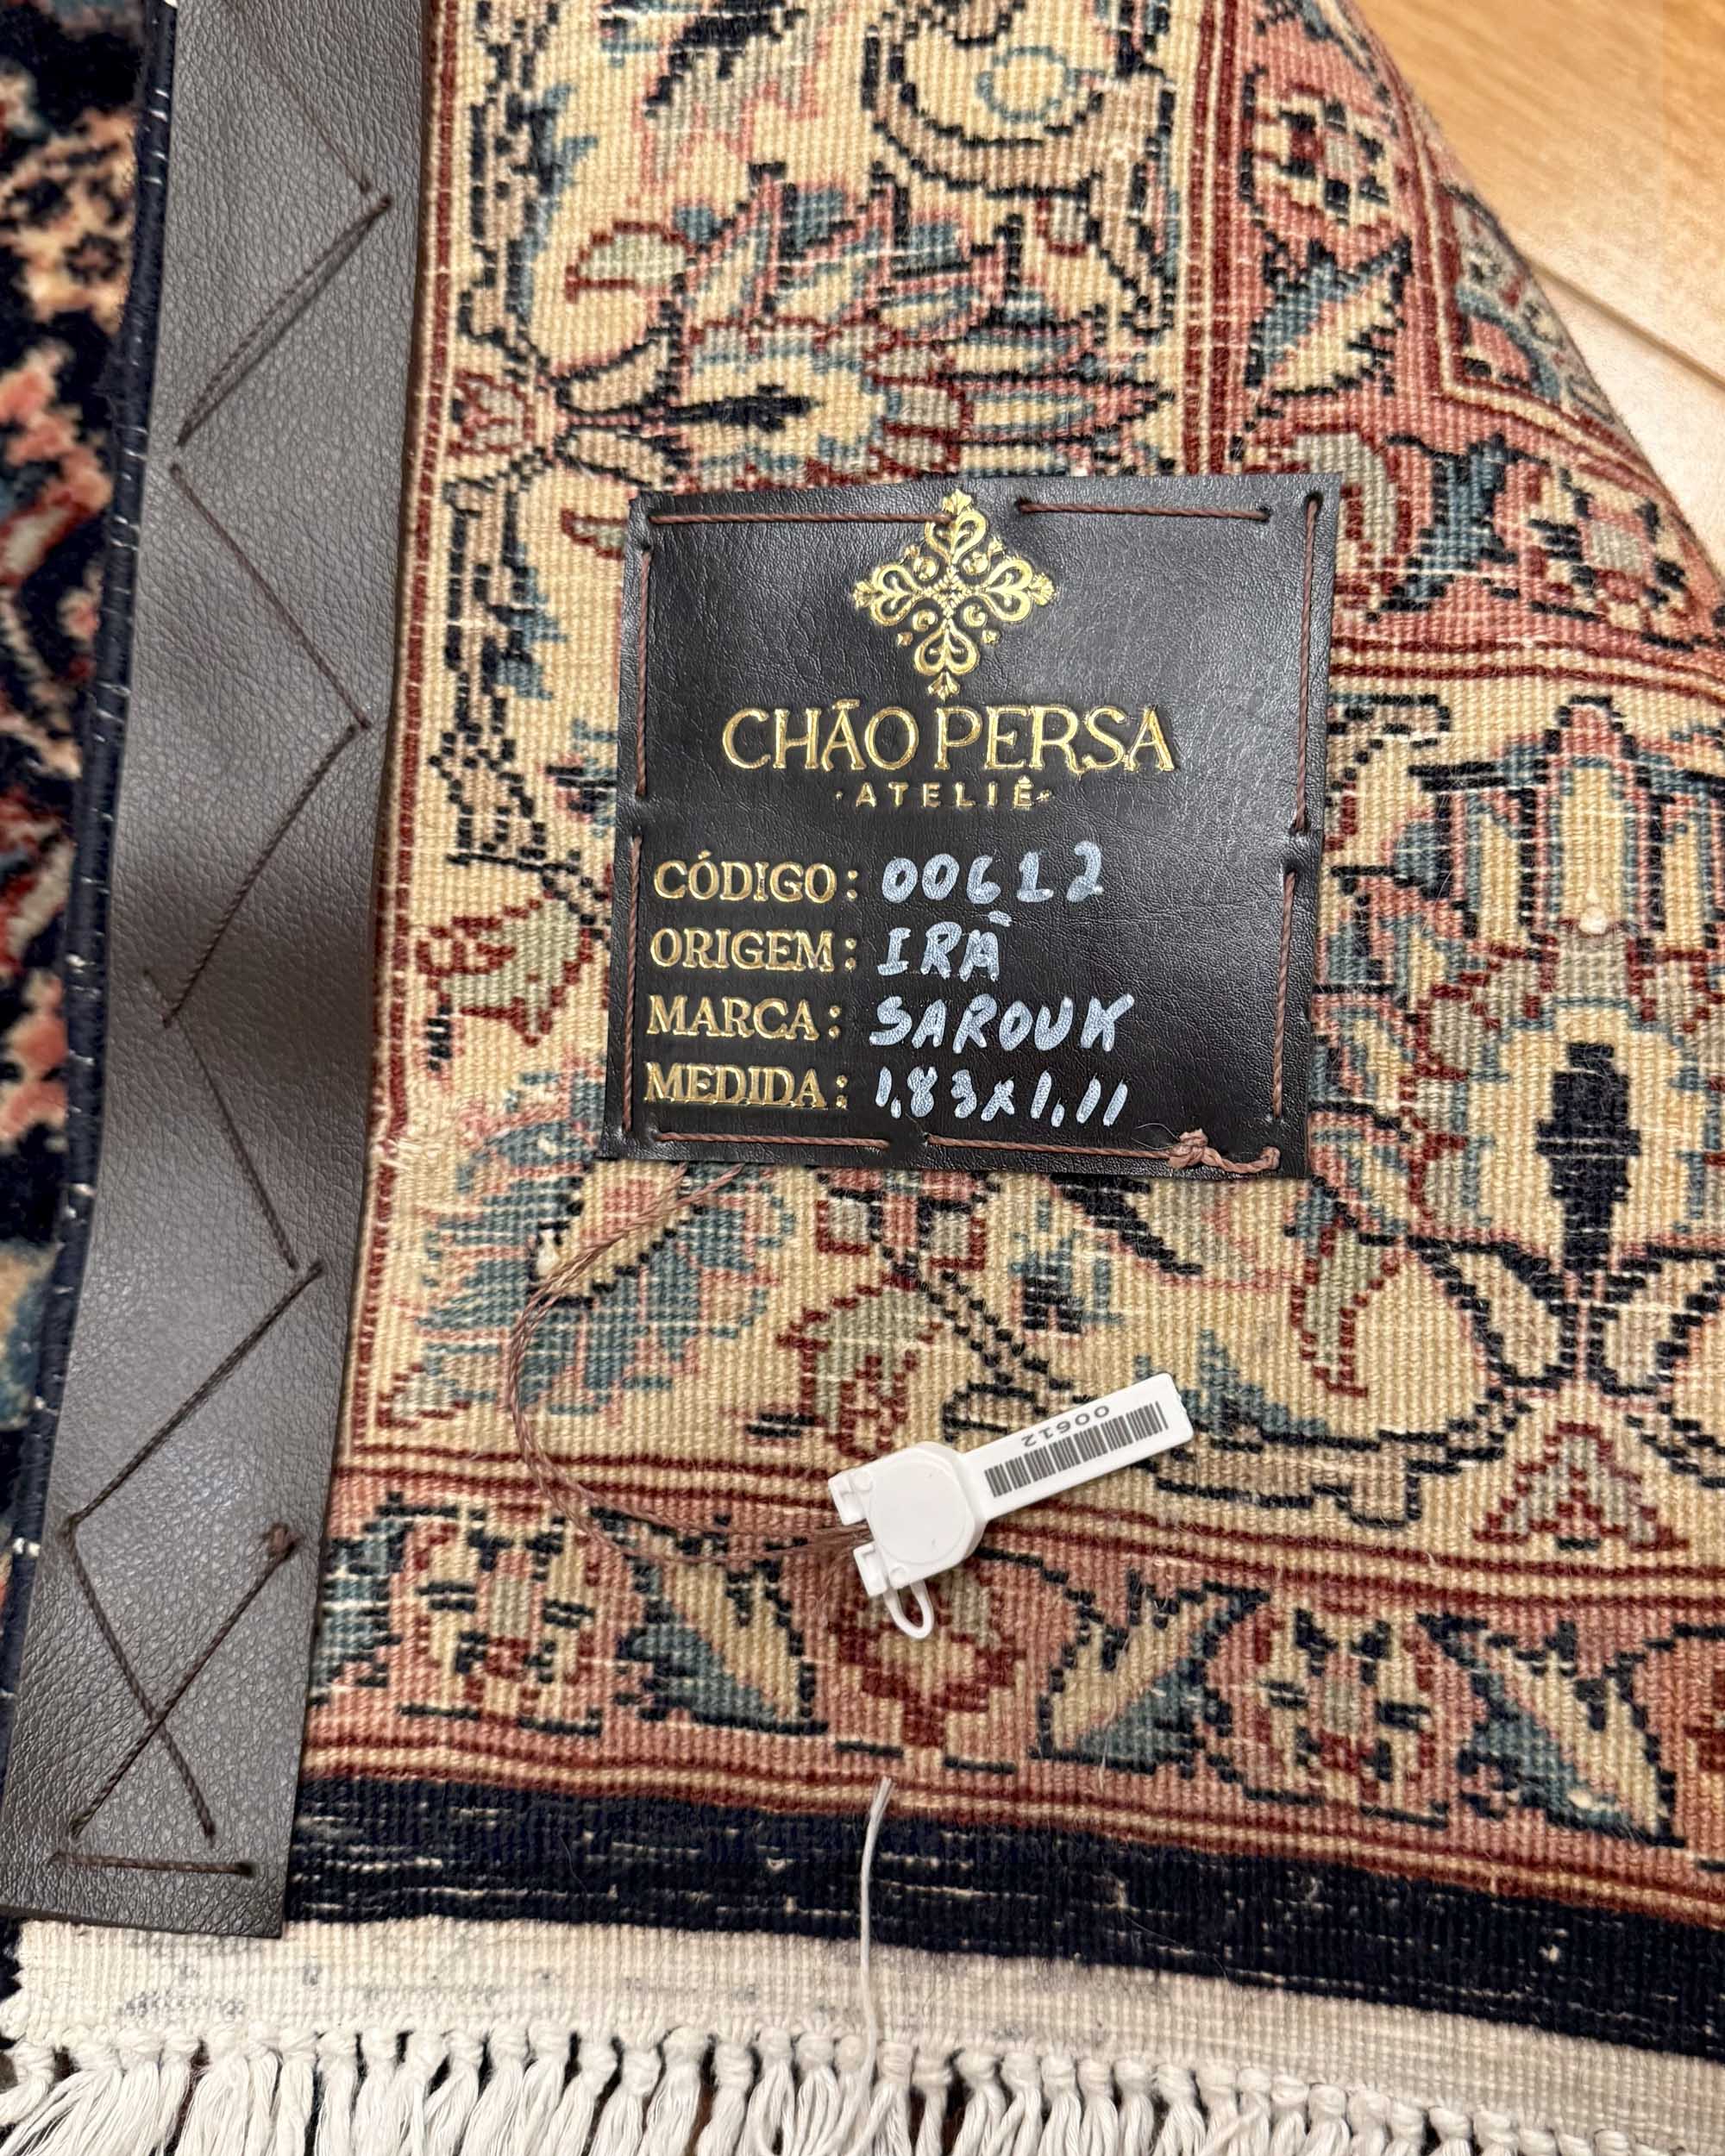 CHÃO PERSA
·ATELIÊ·
CÓDIGO: 00612
ORIGEM: IRÃ
MARCA: SAROUK
MEDIDA: 1,83x1,11
00612